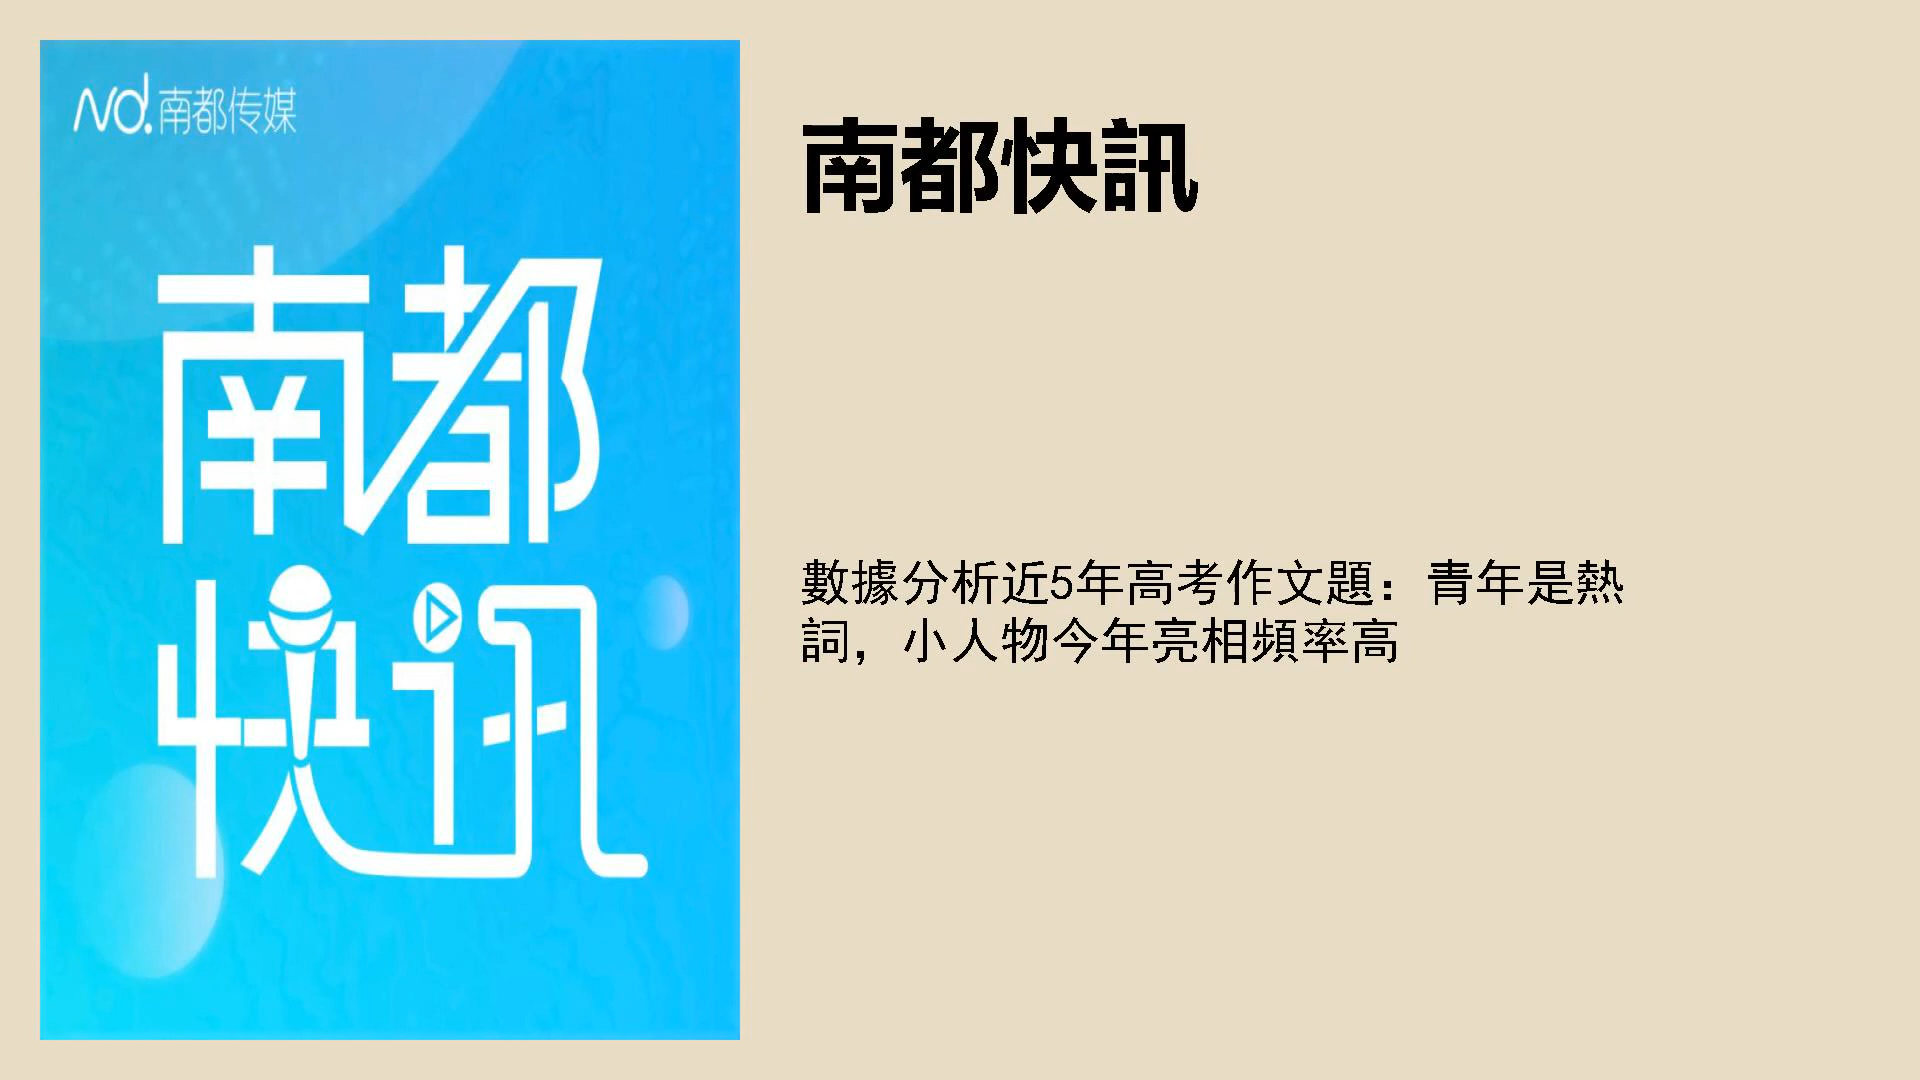 Nd.南都传媒
南都
快讯
南都快訊
數據分析近5年高考作文題：青年是熱
詞，小人物今年亮相頻率高